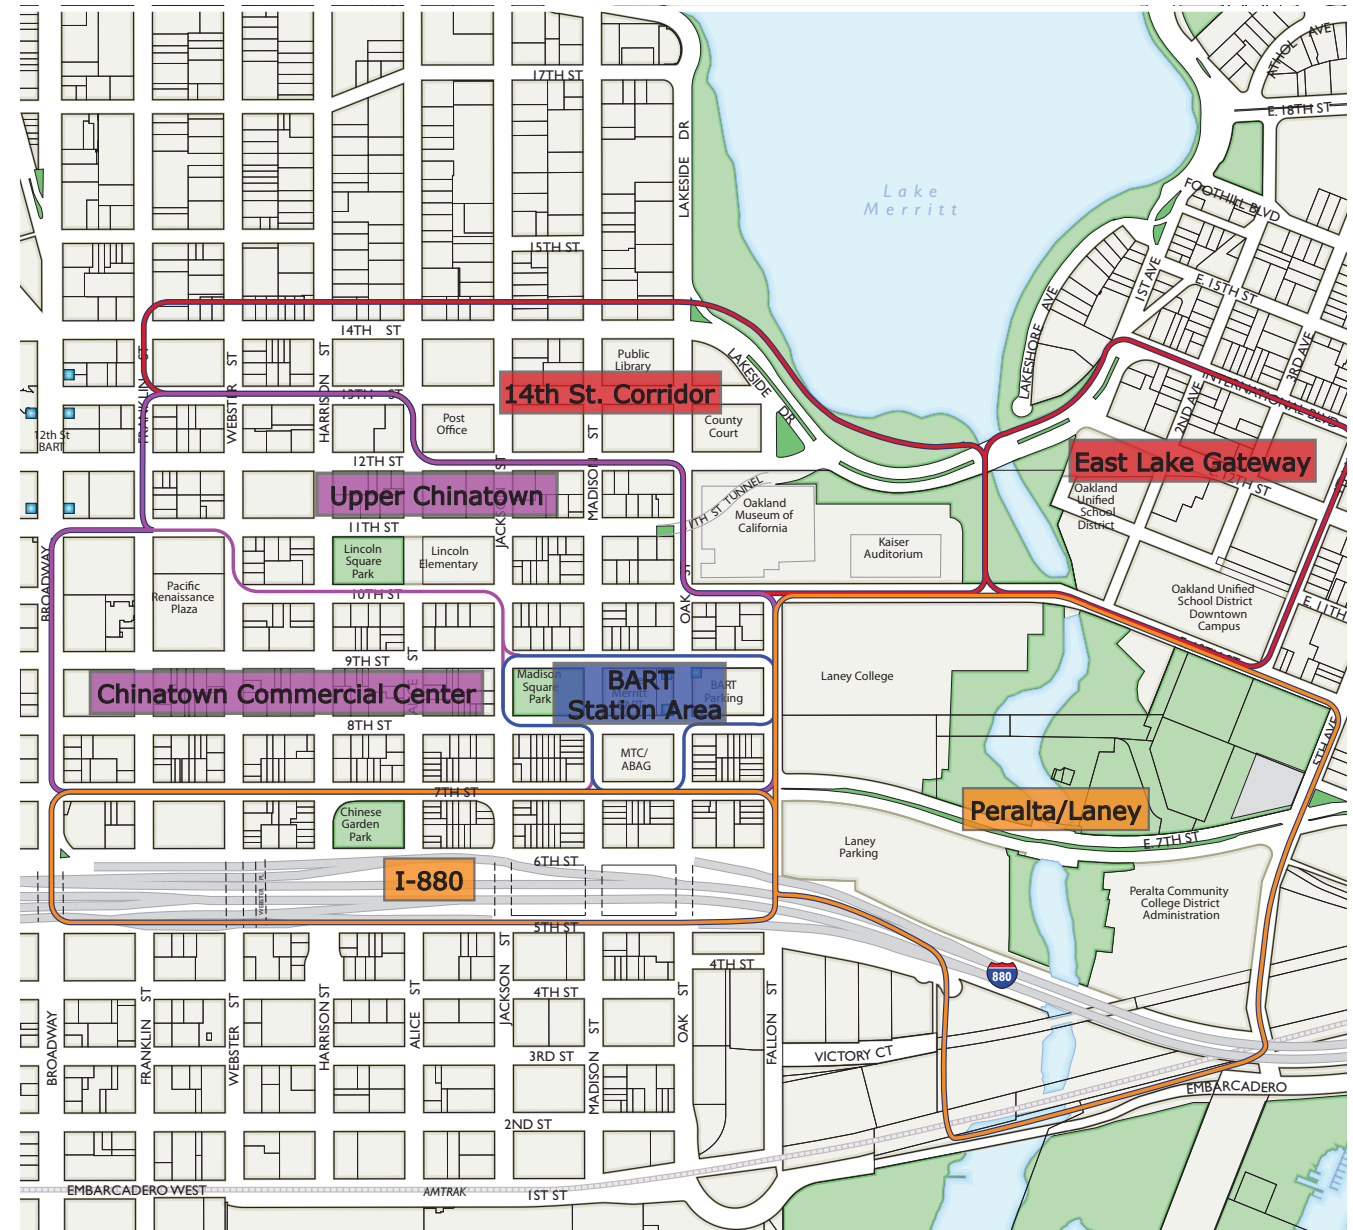 17TH ST
ATHOL AVE
E. 18TH ST
LAKESIDE DR
Lake
Merritt
FOOTHILL BLVD
15TH ST
1ST AVE
E. 15TH ST
LAKESHORE AVE
14TH ST
3RD AVE
FRANKLIN ST
WEBSTER ST
HARRISON ST
Public
Library
LAKESIDE DR
INTERNATIONAL BLVD
2ND AVE
13TH ST
14th St. Corridor
Post
Office
County
Court
12th St
BART
MADISON ST
12TH ST
JACKSON ST
East Lake Gateway
E. 12TH ST
Upper Chinatown
11TH ST TUNNEL
Oakland
Museum of
California
Oakland
Unified
School
District
11TH ST
Kaiser
Auditorium
Lincoln
Square
Park
Lincoln
Elementary
BROADWAY
Pacific
Renaissance
Plaza
10TH ST
OAK ST
Oakland Unified
School District
Downtown
Campus
E. 11TH
9TH ST
Chinatown Commercial Center
Madison
Square
Park
BART
Station Area
Merritt
BART
Parking
Laney College
8TH ST
5TH AVE
MTC/
ABAG
7TH ST
Peralta/Laney
Chinese
Garden
Park
E. 7TH ST
Laney
Parking
6TH ST
I-880
WEBSTER PL
Peralta Community
College District
Administration
5TH ST
4TH ST
880
4TH ST
BROADWAY
FRANKLIN ST
WEBSTER ST
HARRISON ST
ALICE ST
JACKSON ST
MADISON ST
OAK ST
FALLON ST
3RD ST
VICTORY CT
EMBARCADERO
2ND ST
EMBARCADERO WEST
AMTRAK
1ST ST